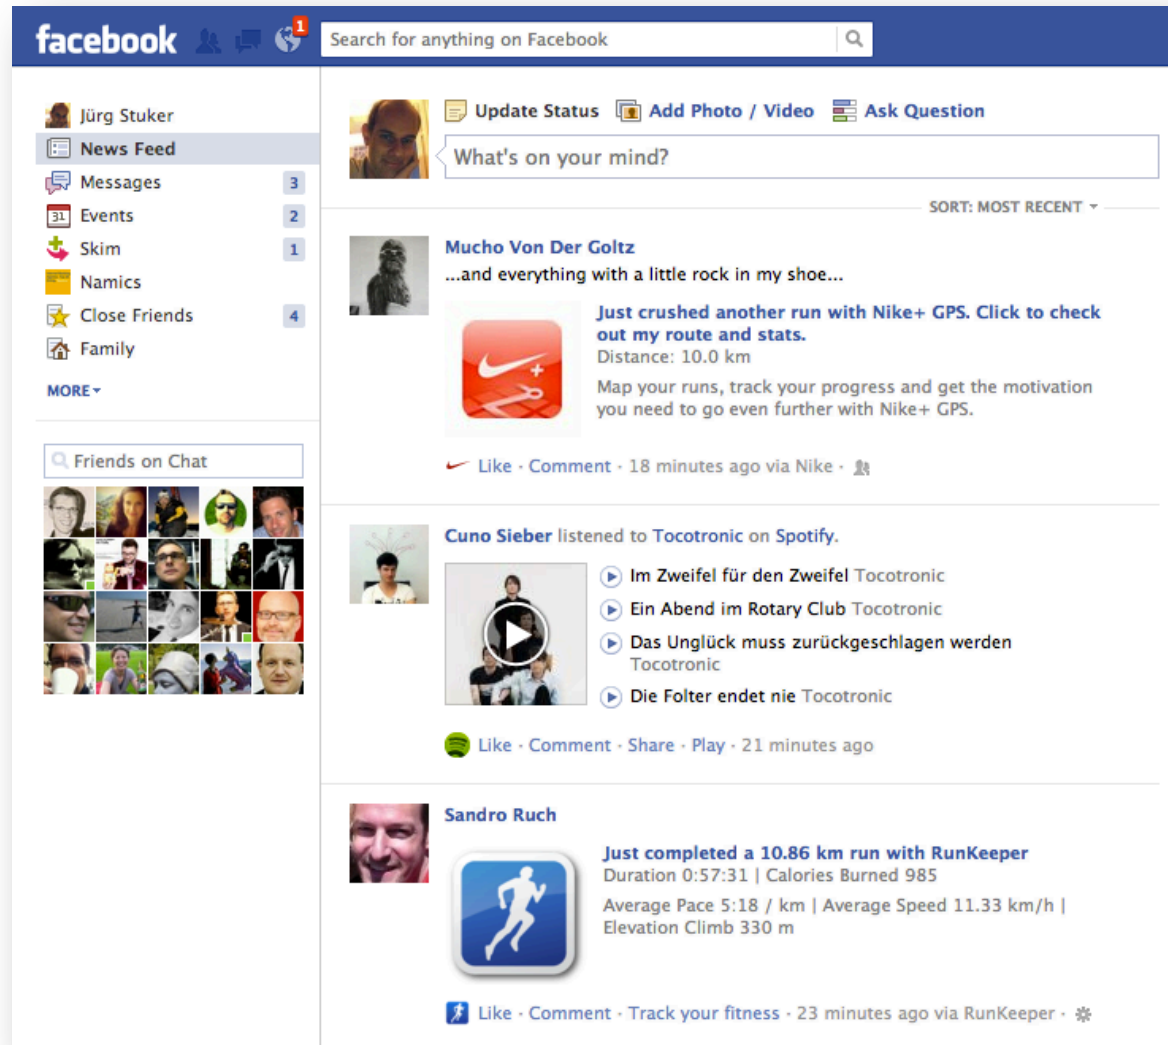 facebook
1
Search for anything on Facebook
Jürg Stuker
News Feed
Messages 3
31 Events 2
Skim 1
Namics
Close Friends 4
Family
MORE
Friends on Chat
Update Status Add Photo / Video Ask Question
What's on your mind?
SORT: MOST RECENT
Mucho Von Der Goltz
...and everything with a little rock in my shoe...
Just crushed another run with Nike+ GPS. Click to check
out my route and stats.
Distance: 10.0 km
Map your runs, track your progress and get the motivation
you need to go even further with Nike+ GPS.
Like · Comment · 18 minutes ago via Nike ·
Cuno Sieber listened to Tocotronic on Spotify.
Im Zweifel für den Zweifel Tocotronic
Ein Abend im Rotary Club Tocotronic
Das Unglück muss zurückgeschlagen werden
Tocotronic
Die Folter endet nie Tocotronic
Like · Comment · Share · Play · 21 minutes ago
Sandro Ruch
Just completed a 10.86 km run with RunKeeper
Duration 0:57:31 | Calories Burned 985
Average Pace 5:18 / km | Average Speed 11.33 km/h |
Elevation Climb 330 m
Like · Comment · Track your fitness · 23 minutes ago via RunKeeper ·